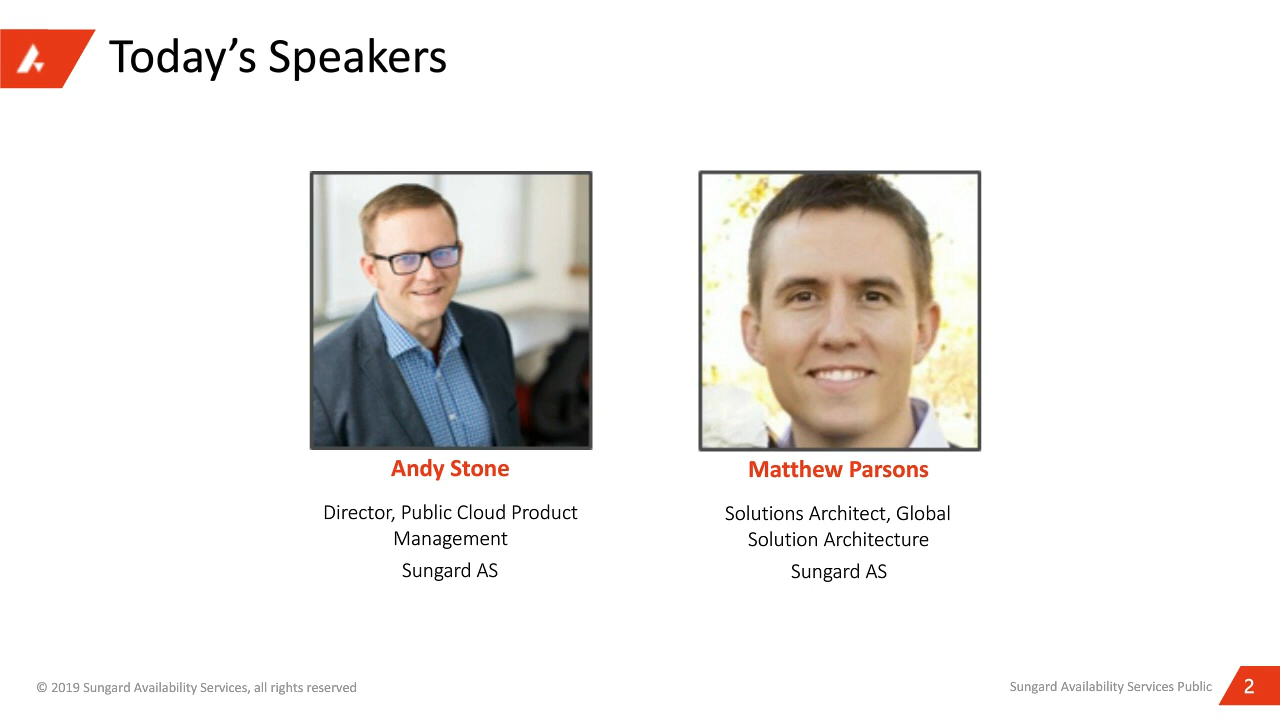 Today’s Speakers
Andy Stone
Director, Public Cloud Product
Management
Sungard AS
Matthew Parsons
Solutions Architect, Global
Solution Architecture
Sungard AS
© 2019 Sungard Availability Services, all rights reserved
Sungard Availability Services Public
2